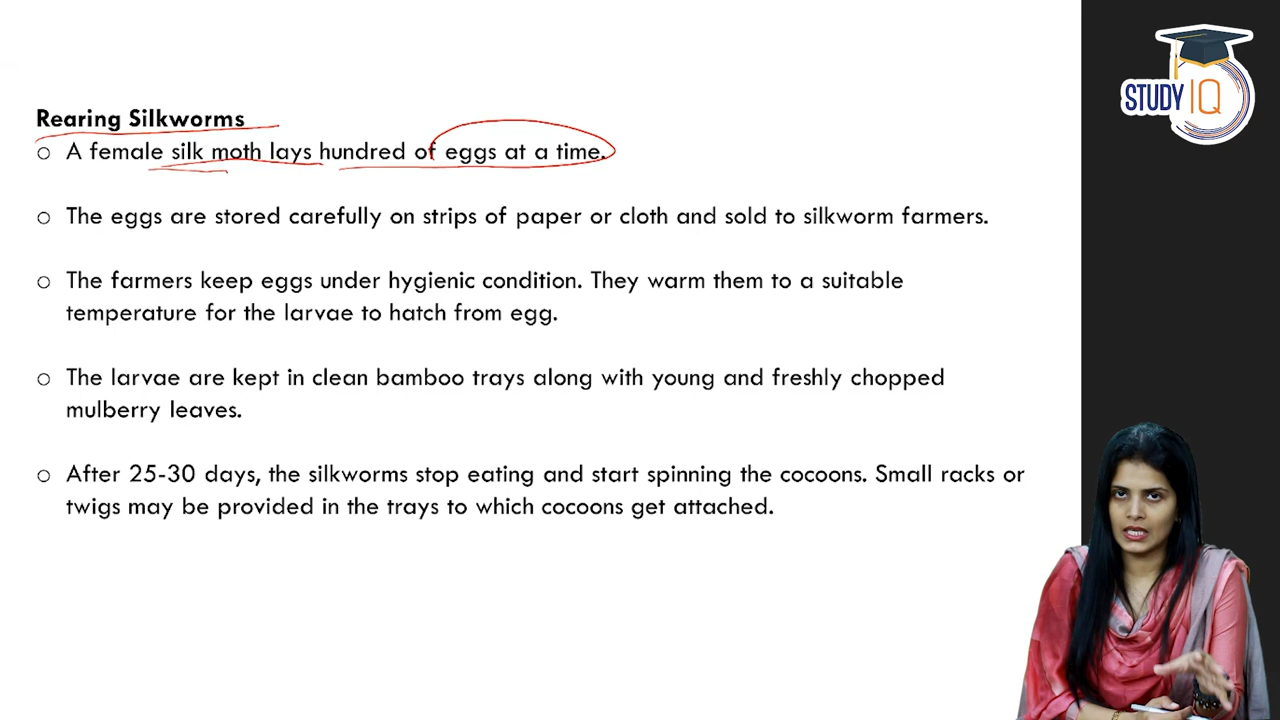 Rearing Silkworms
○ A female silk moth lays hundred of eggs at a time.
○ The eggs are stored carefully on strips of paper or cloth and sold to silkworm farmers.
○ The farmers keep eggs under hygienic condition. They warm them to a suitable
temperature for the larvae to hatch from egg.
○ The larvae are kept in clean bamboo trays along with young and freshly chopped
mulberry leaves.
○ After 25-30 days, the silkworms stop eating and start spinning the cocoons. Small racks or
twigs may be provided in the trays to which cocoons get attached.
STUDY IQ